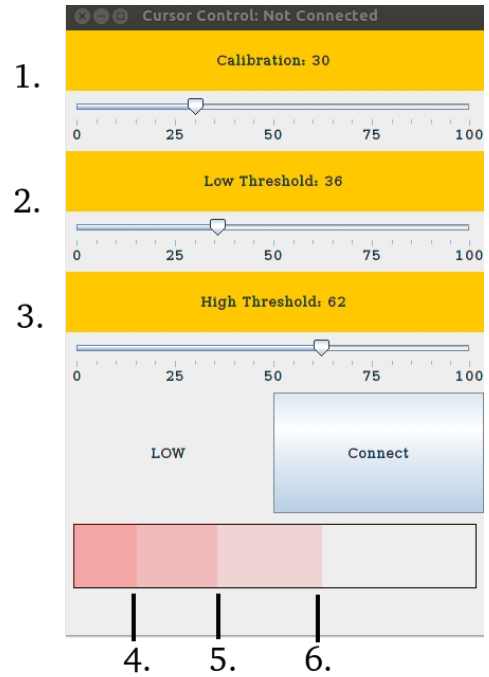 Cursor Control: Not Connected
1.
Calibration: 30
0 25 50 75 100
2.
Low Threshold: 36
0 25 50 75 100
3.
High Threshold: 62
0 25 50 75 100
LOW Connect
4. 5. 6.